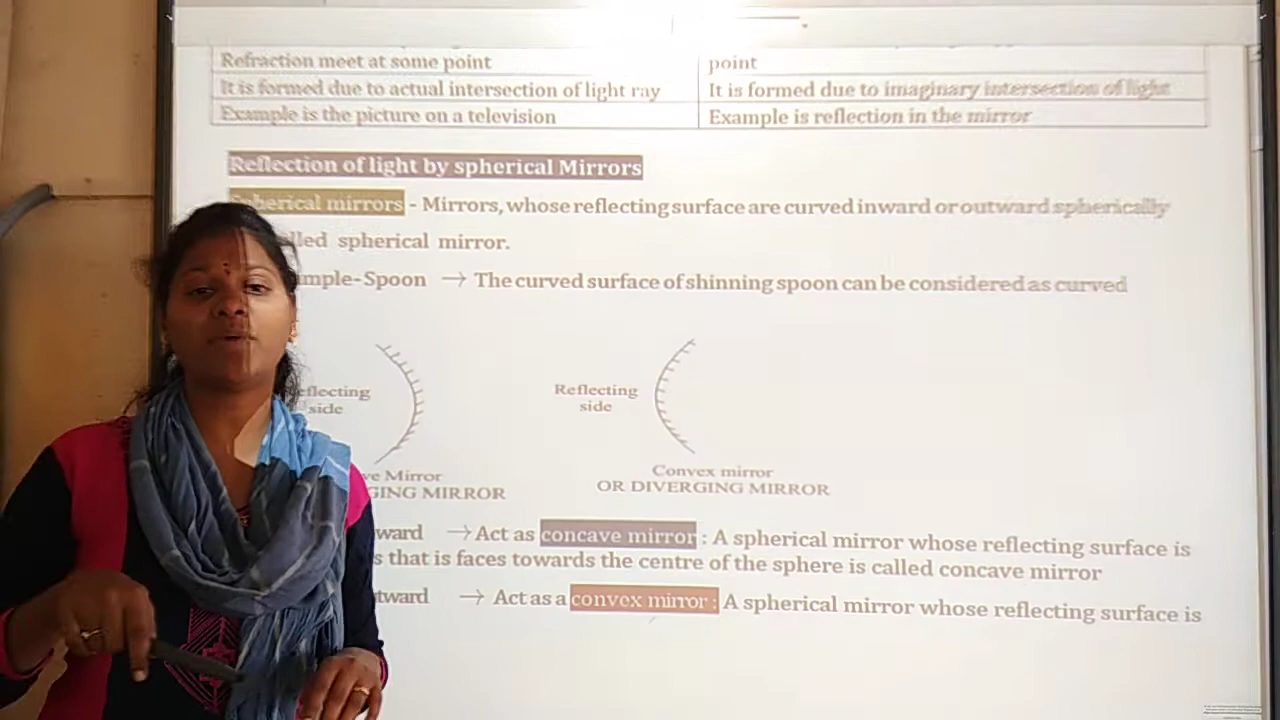 Refraction meet at some point
point
It is formed due to actual intersection of light ray
It is formed due to imaginary intersection of light
Example is the picture on a television
Example is reflection in the mirror
Reflection of light by spherical Mirrors
herical mirrors - Mirrors, whose reflecting surface are curved inward or outward spherically
lled spherical mirror.
mple-Spoon → The curved surface of shinning spoon can be considered as curved
eflecting
side
Reflecting
side
ve Mirror
GING MIRROR
Convex mirror
OR DIVERGING MIRROR
ward → Act as concave mirror : A spherical mirror whose reflecting surface is
s that is faces towards the centre of the sphere is called concave mirror
tward → Act as a convex mirror : A spherical mirror whose reflecting surface is